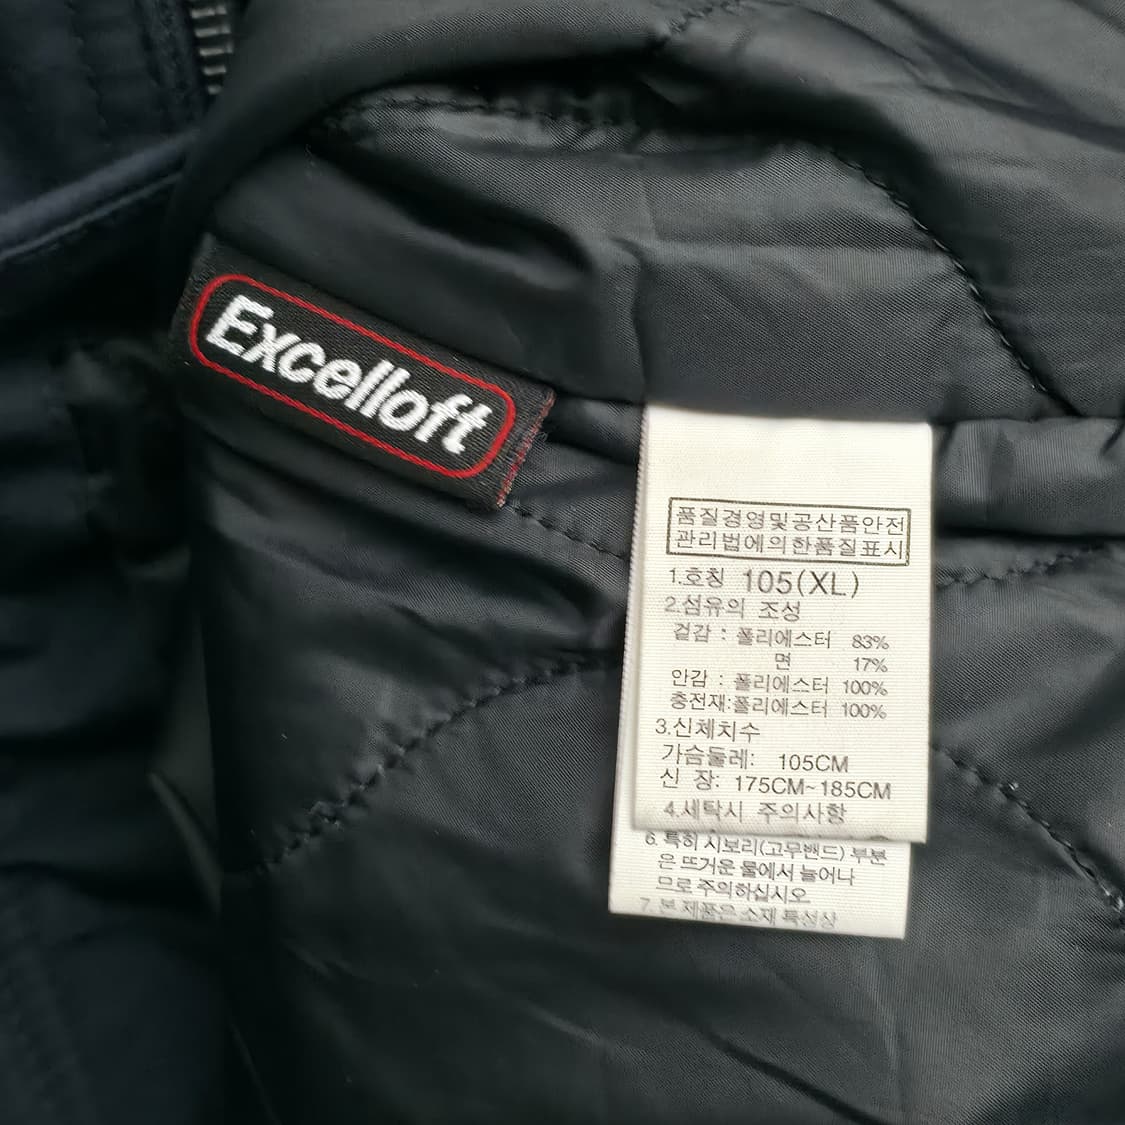 Excelloft
품질경영및공산품안전
관리법에의한품질표시
1.호칭 105(XL)
2.섬유의 조성
겉감 : 폴리에스터 83%
면 17%
안감 : 폴리에스터 100%
충전재:폴리에스터 100%
3.신체치수
가슴둘레: 105CM
신 장: 175CM~185CM
4.세탁시 주의사항
6. 특히 시보리(고무밴드) 부분
은 뜨거운 물에서 늘어나
므로 주의하십시오
7. 본 제품은 소재 특성상